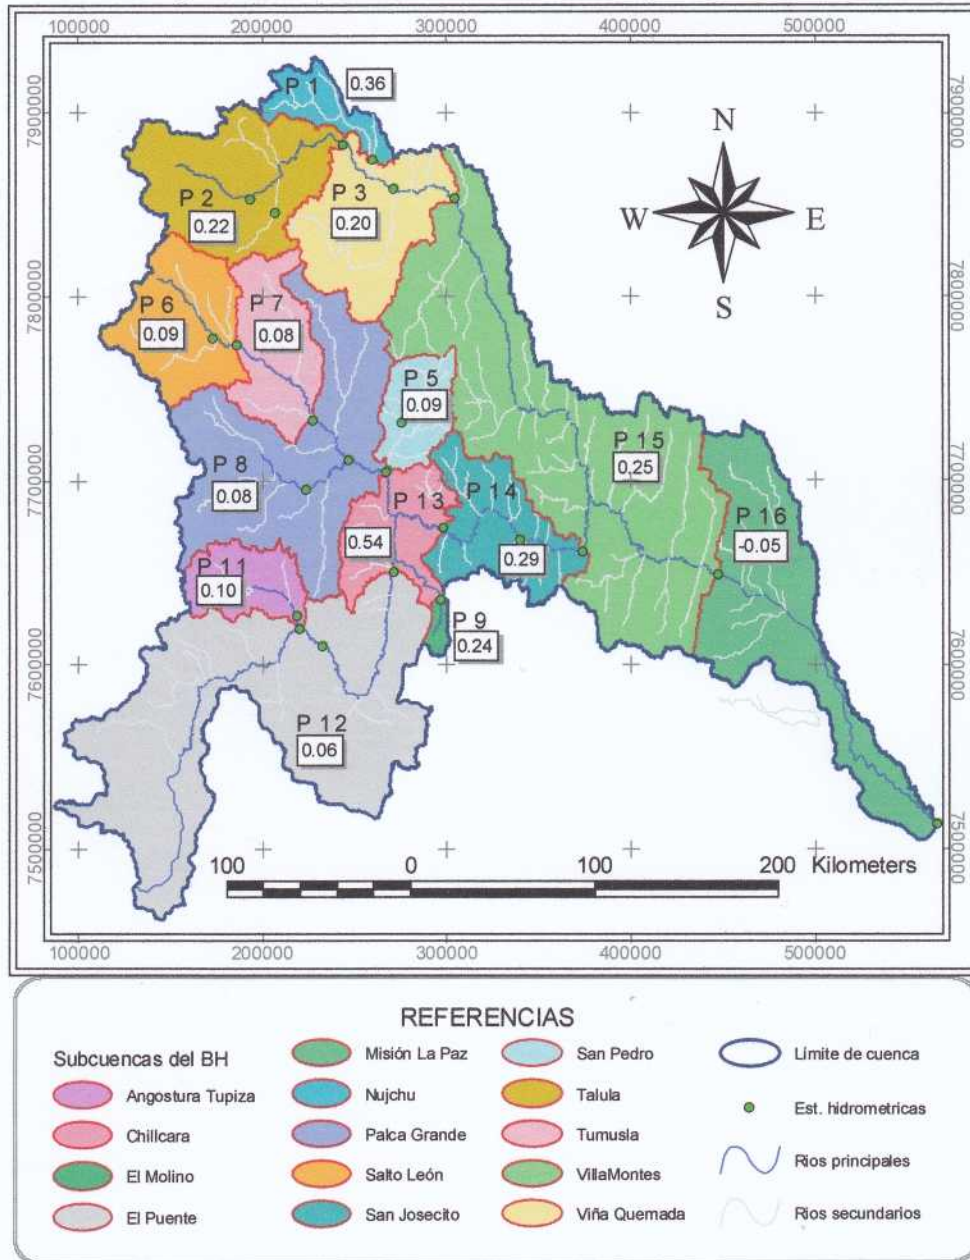 100000 200000 300000 400000 500000
7900000
7900000
7800000
7800000
7700000
7700000
7600000
7600000
7500000
7500000
N
W E
S
P 1
0.36
P 2
0.22
P 3
0.20
P 6
0.09
P 7
0.08
P 5
0.09
P 8
0.08
P 13
0.54
P 14
0.29
P 15
0.25
P 16
-0.05
P 11
0.10
P 9
0.24
P 12
0.06
100 0 100 200 Kilometers
100000 200000 300000 400000 500000
REFERENCIAS
Subcuencas del BH
Angostura Tupiza
Chillcara
El Molino
El Puente
Misión La Paz
Nujchu
Palca Grande
Salto León
San Josecito
San Pedro
Talula
Tumusla
VillaMontes
Viña Quemada
Límite de cuenca
Est. hidrometricas
Rios principales
Rios secundarios